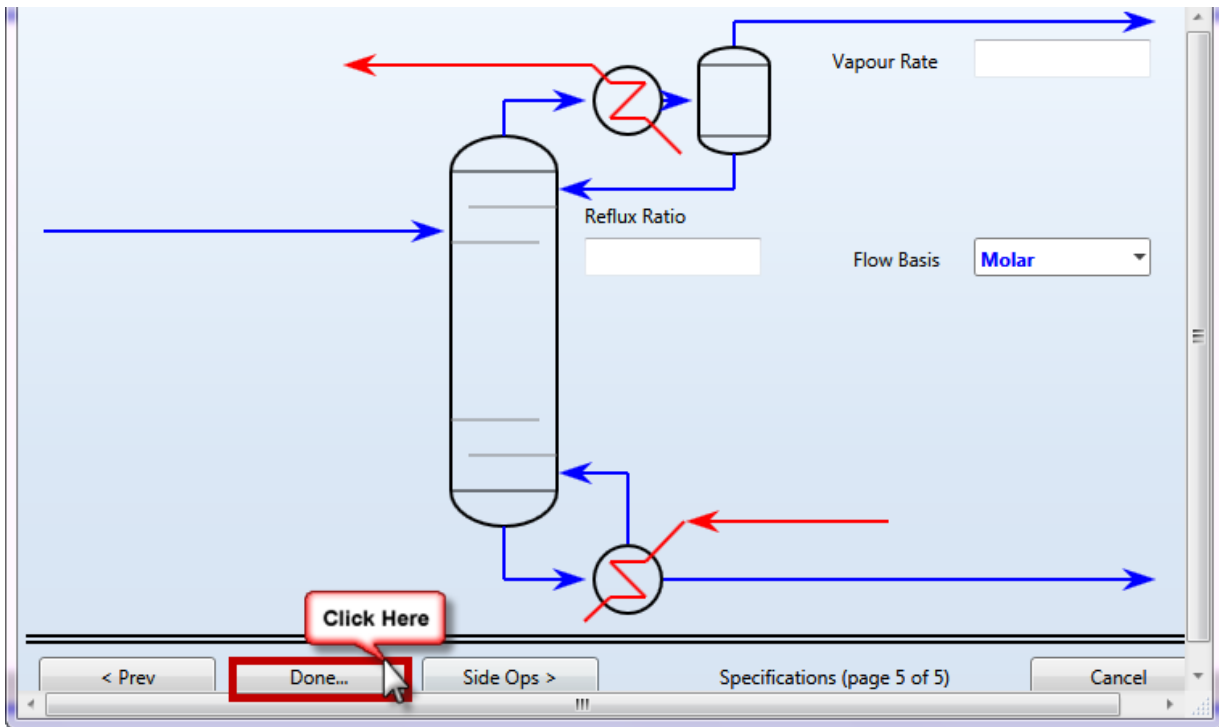 Vapour Rate
Reflux Ratio
Flow Basis Molar
Click Here
< Prev Done... Side Ops > Specifications (page 5 of 5) Cancel